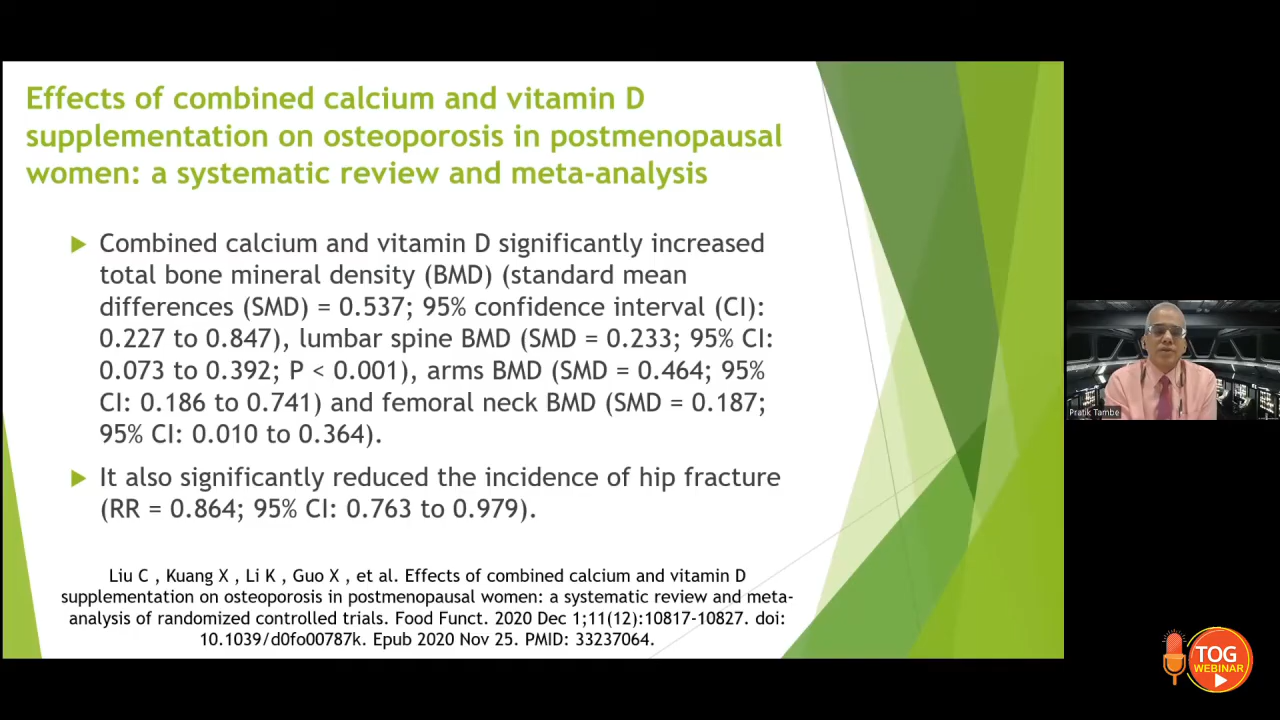 Effects of combined calcium and vitamin D
supplementation on osteoporosis in postmenopausal
women: a systematic review and meta-analysis
Combined calcium and vitamin D significantly increased
total bone mineral density (BMD) (standard mean
differences (SMD) = 0.537; 95% confidence interval (CI):
0.227 to 0.847), lumbar spine BMD (SMD = 0.233; 95% CI:
0.073 to 0.392; P < 0.001), arms BMD (SMD = 0.464; 95%
CI: 0.186 to 0.741) and femoral neck BMD (SMD = 0.187;
95% CI: 0.010 to 0.364).
It also significantly reduced the incidence of hip fracture
(RR = 0.864; 95% CI: 0.763 to 0.979).
Liu C , Kuang X , Li K , Guo X , et al. Effects of combined calcium and vitamin D
supplementation on osteoporosis in postmenopausal women: a systematic review and meta-
analysis of randomized controlled trials. Food Funct. 2020 Dec 1;11(12):10817-10827. doi:
10.1039/d0fo00787k. Epub 2020 Nov 25. PMID: 33237064.
Pratik Tambe
TOG
WEBINAR